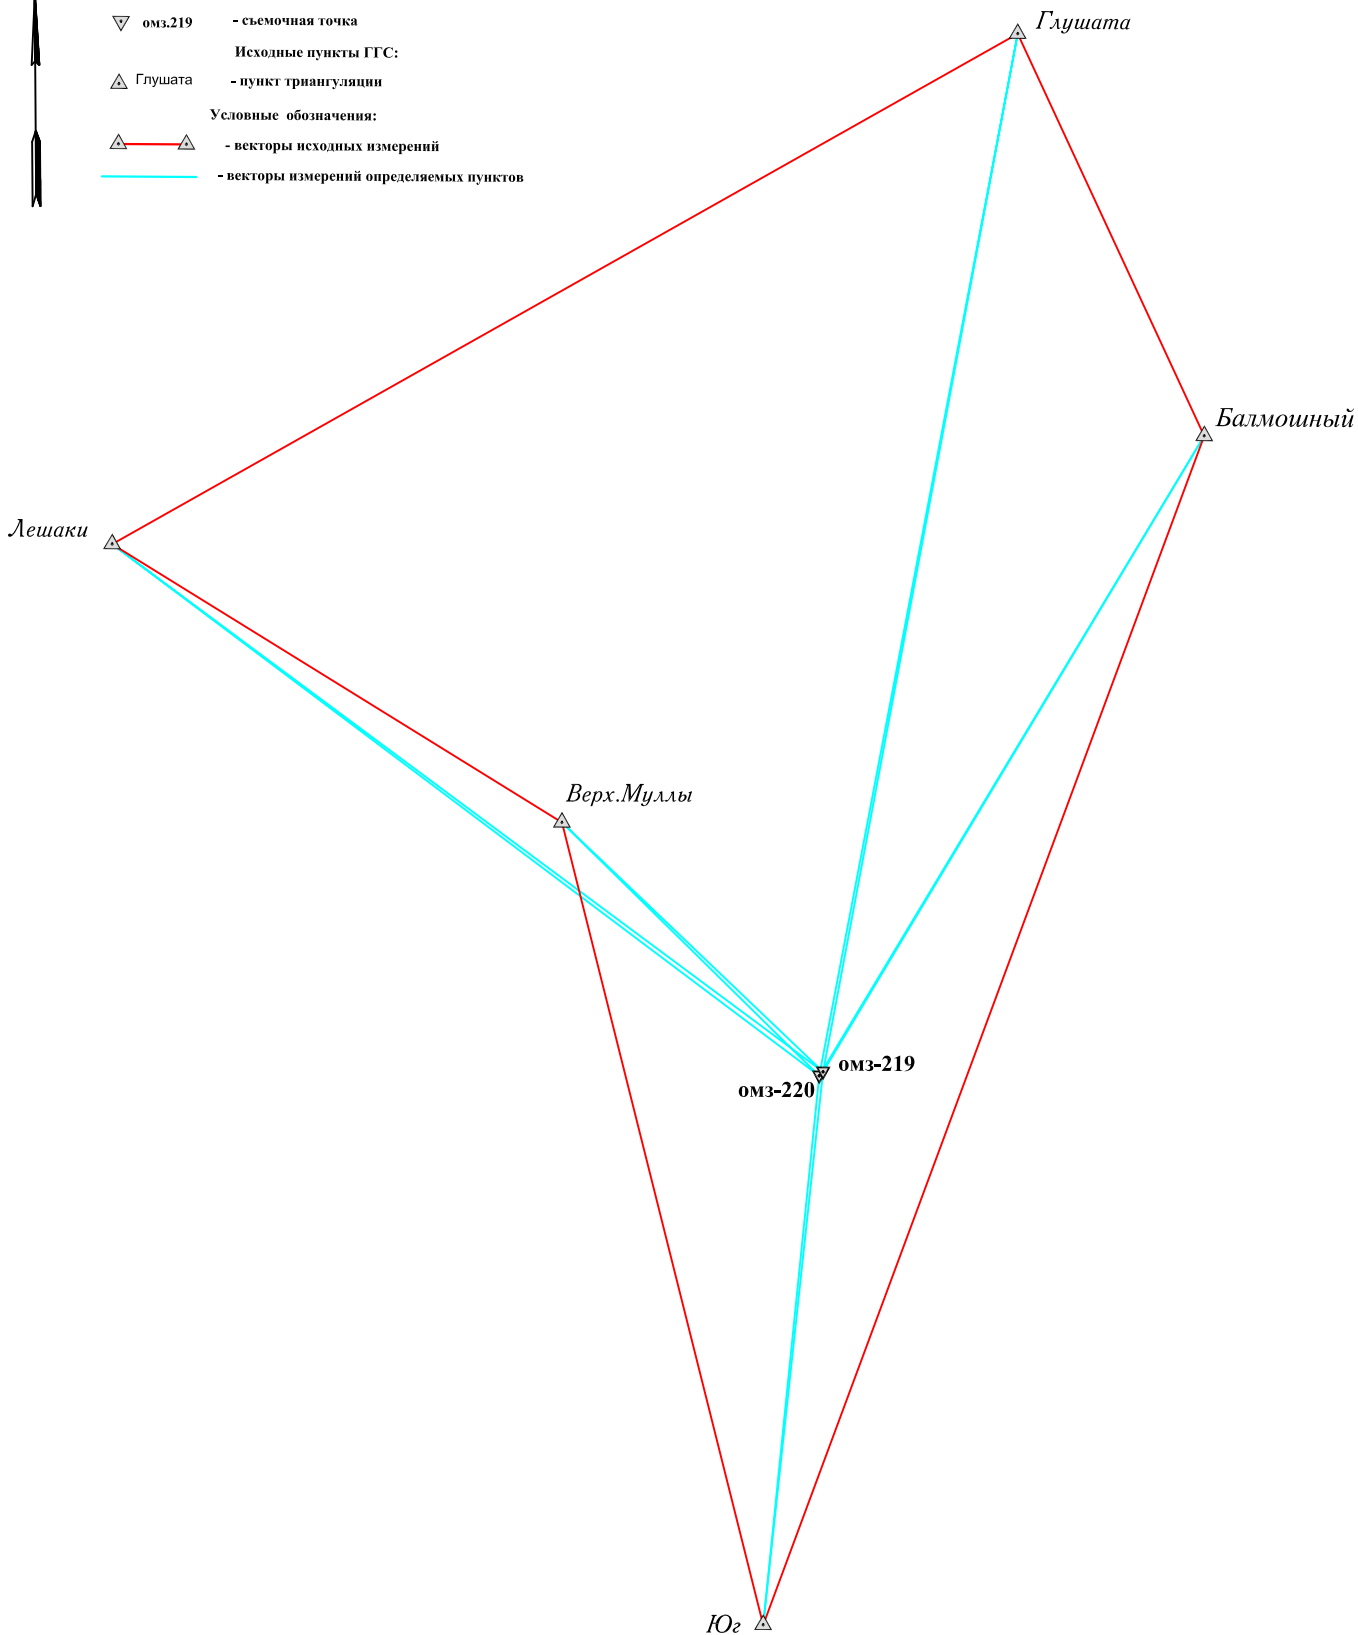 омз.219 - съемочная точка
Исходные пункты ГГС:
Глушата - пункт триангуляции
Условные обозначения:
- векторы исходных измерений
- векторы измерений определяемых пунктов
Глушата
Балмошный
Лешаки
Верх.Муллы
омз-219
омз-220
Юг